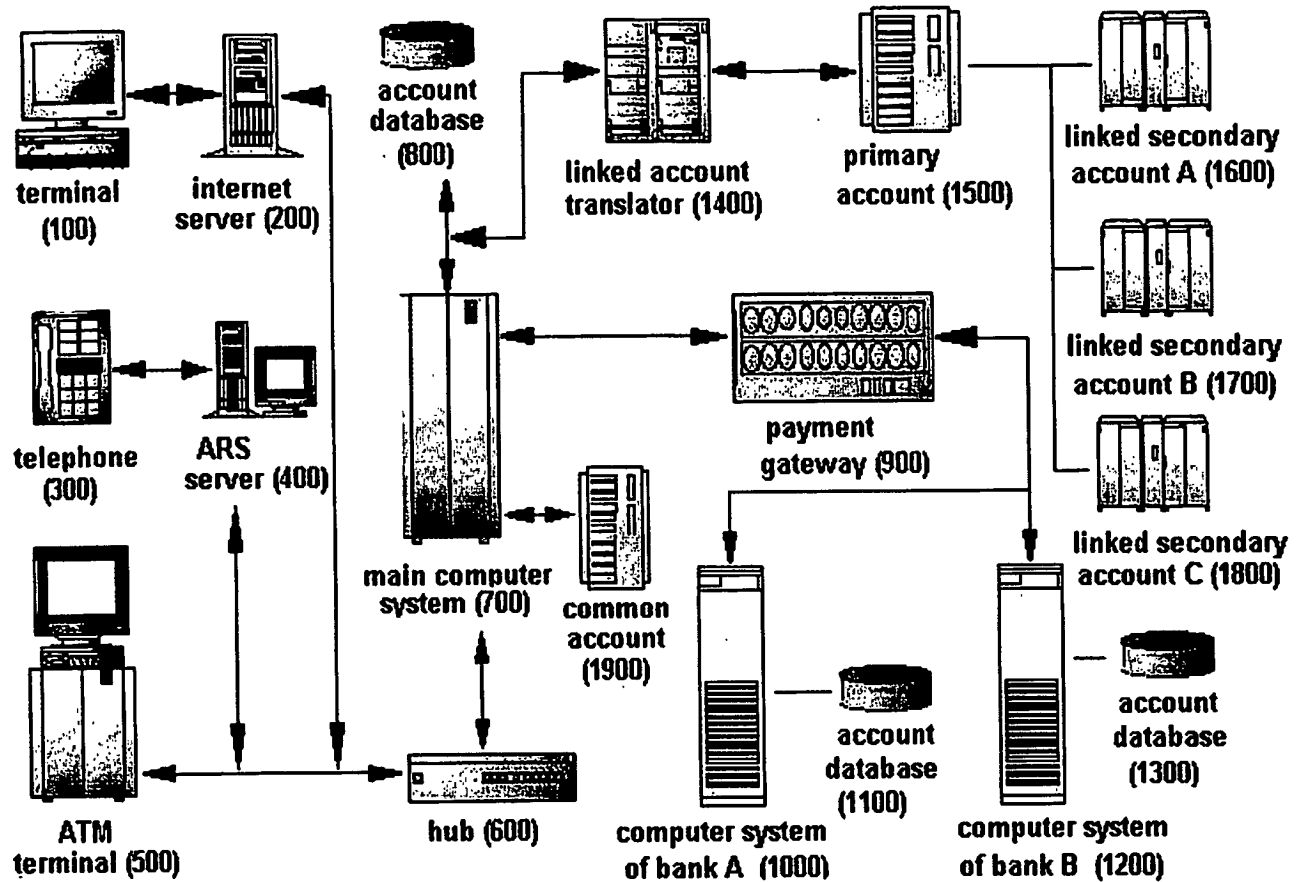 terminal
(100)
internet
server (200)
account
database
(800)
linked account
translator (1400)
primary
account (1500)
linked secondary
account A (1600)
telephone
(300)
ARS
server (400)
main computer
system (700)
common
account
(1900)
payment
gateway (900)
linked secondary
account B (1700)
linked secondary
account C (1800)
ATM
terminal (500)
hub (600)
computer system
of bank A (1000)
account
database
(1100)
computer system
of bank B (1200)
account
database
(1300)